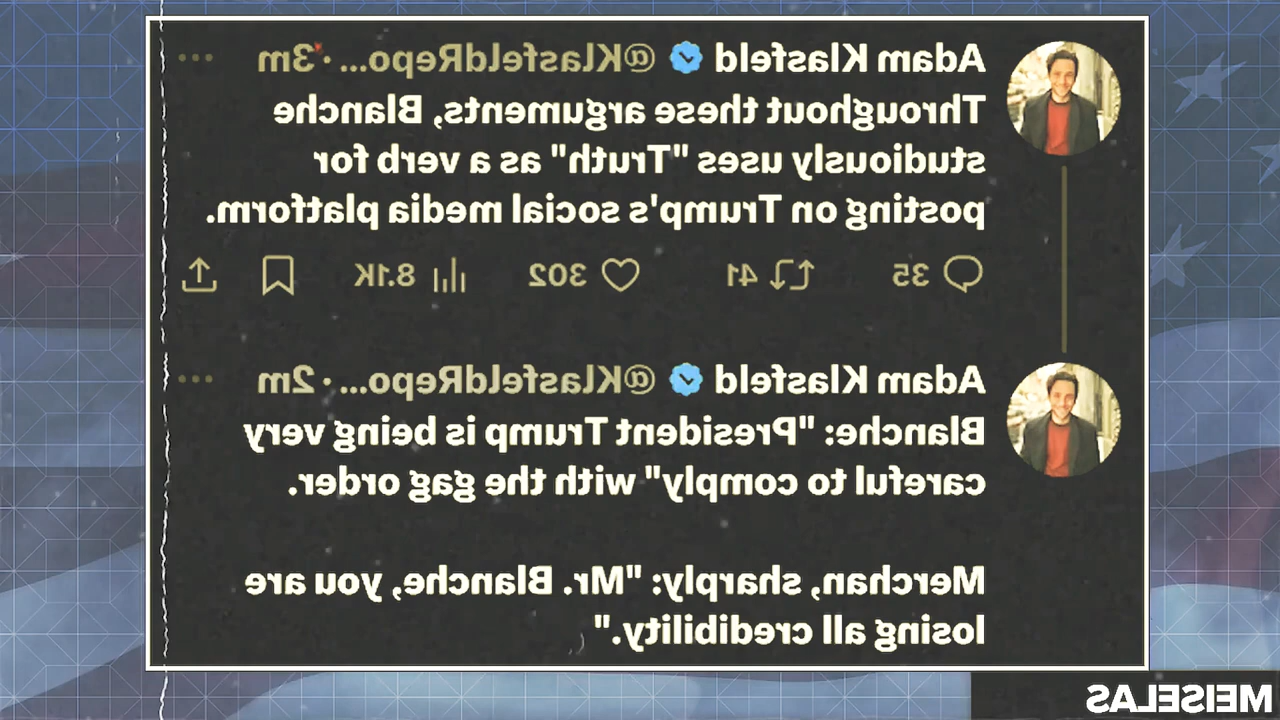 Adam Klasfeld @KlasfeldRepo... · 3m
Throughout these arguments, Blanche
studiously uses "Truth" as a verb for
posting on Trump's social media platform.
35 41 302 8.1K
Adam Klasfeld @KlasfeldRepo... · 2m
Blanche: "President Trump is being very
careful to comply" with the gag order.
Merchan, sharply: "Mr. Blanche, you are
losing all credibility."
MEISELAS